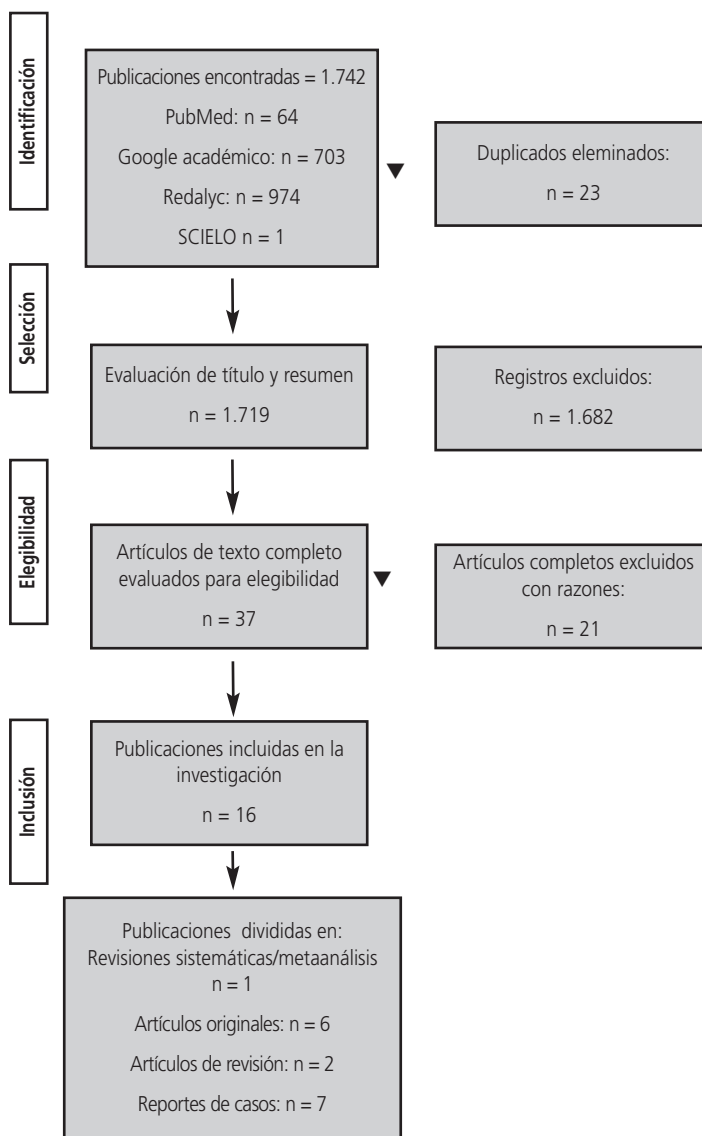 Identificación
Publicaciones encontradas = 1.742
PubMed: n = 64
Google académico: n = 703
Redalyc: n = 974
SCIELO n = 1
Duplicados eleminados:
n = 23
Selección
Evaluación de título y resumen
n = 1.719
Registros excluidos:
n = 1.682
Elegibilidad
Artículos de texto completo
evaluados para elegibilidad
n = 37
Artículos completos excluidos
con razones:
n = 21
Inclusión
Publicaciones incluidas en la
investigación
n = 16
Publicaciones divididas en:
Revisiones sistemáticas/metaanálisis
n = 1
Artículos originales: n = 6
Artículos de revisión: n = 2
Reportes de casos: n = 7